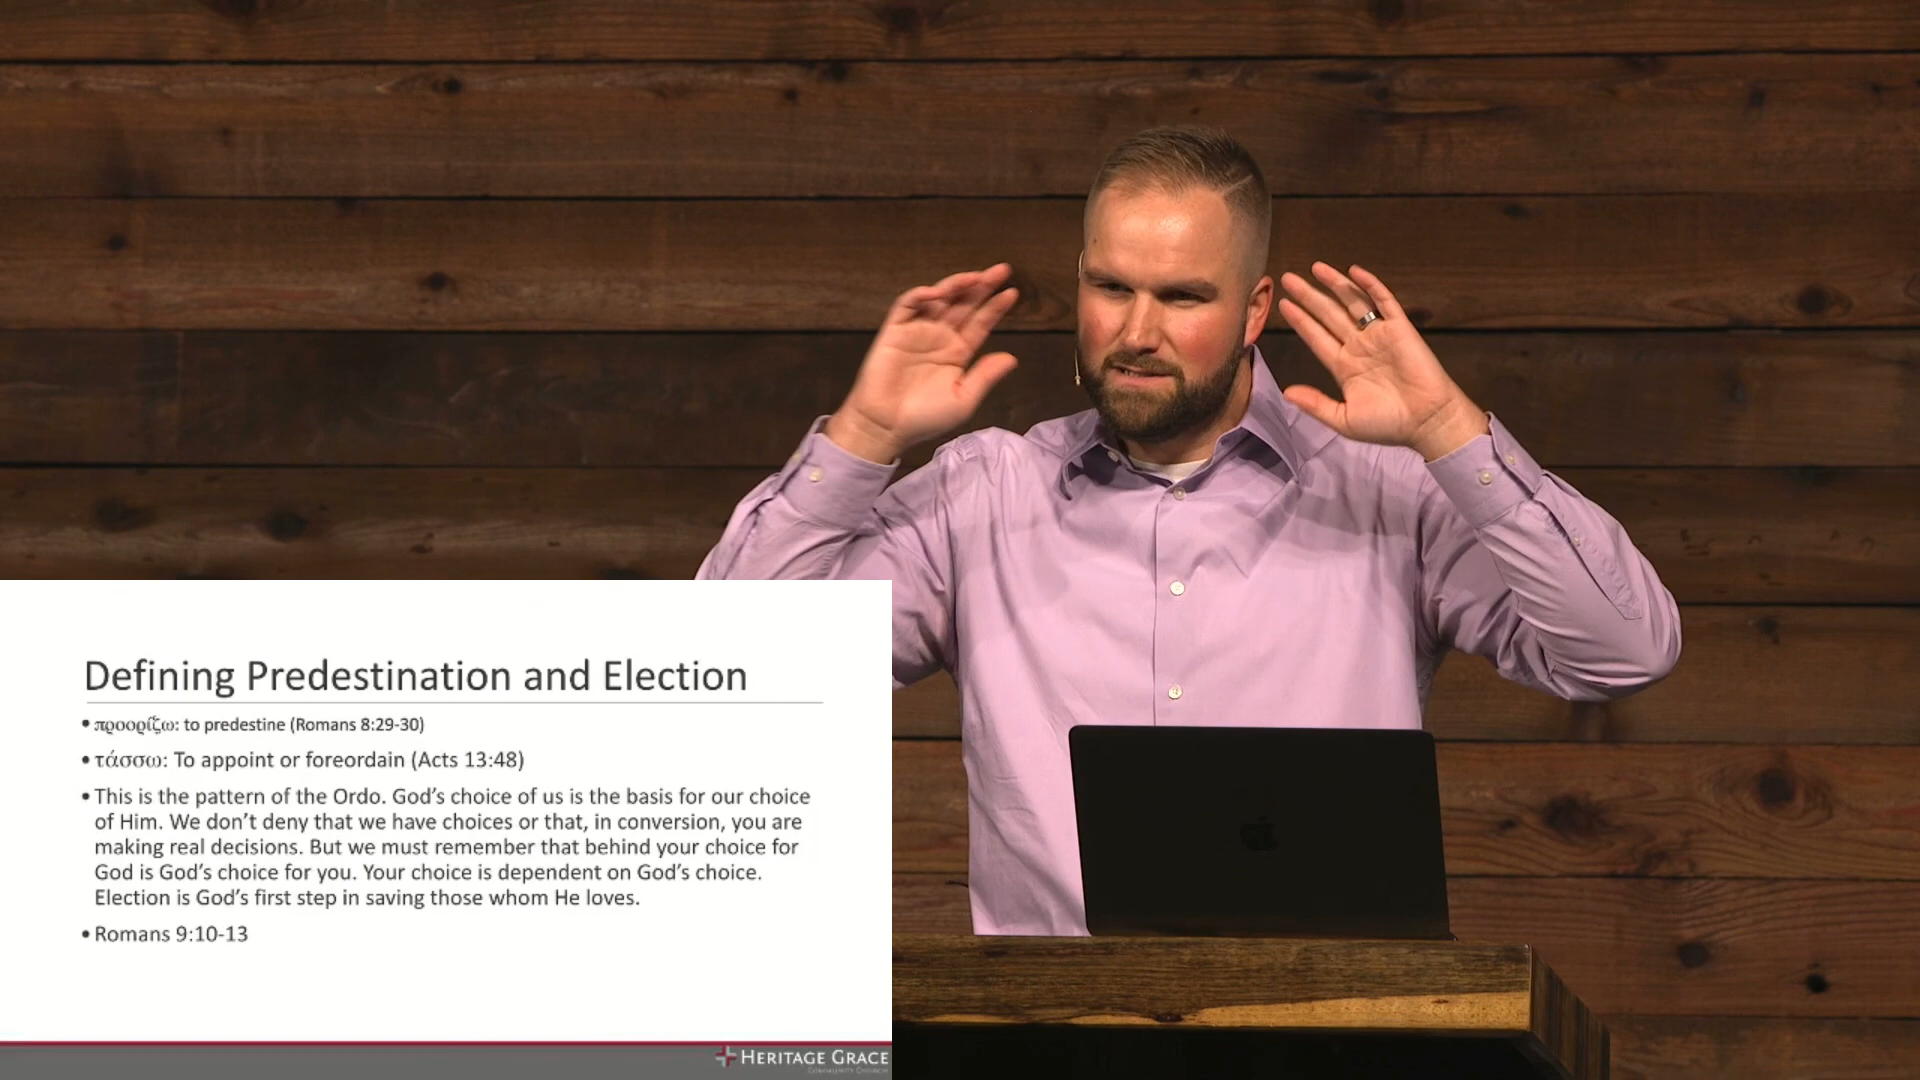 Defining Predestination and Election
• προορίζω: to predestine (Romans 8:29-30)
• τάσσω: To appoint or foreordain (Acts 13:48)
• This is the pattern of the Ordo. God’s choice of us is the basis for our choice
of Him. We don’t deny that we have choices or that, in conversion, you are
making real decisions. But we must remember that behind your choice for
God is God’s choice for you. Your choice is dependent on God’s choice.
Election is God’s first step in saving those whom He loves.
• Romans 9:10-13
HERITAGE GRACE
COMMUNITY CHURCH